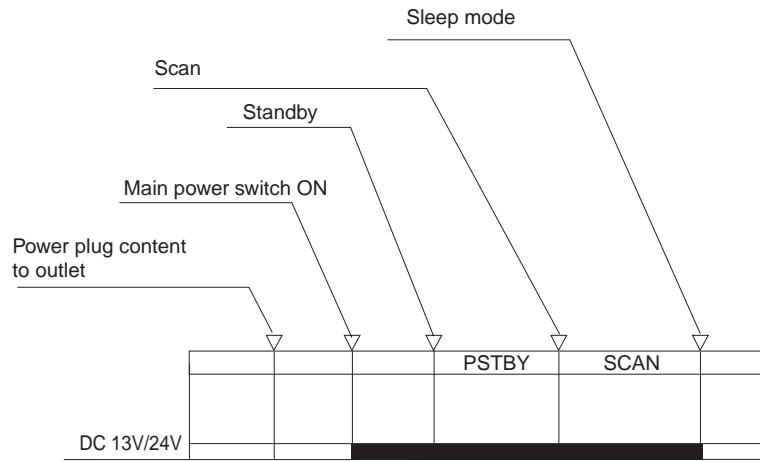 Sleep mode
Scan
Standby
Main power switch ON
Power plug content
to outlet
PSTBY SCAN
DC 13V/24V